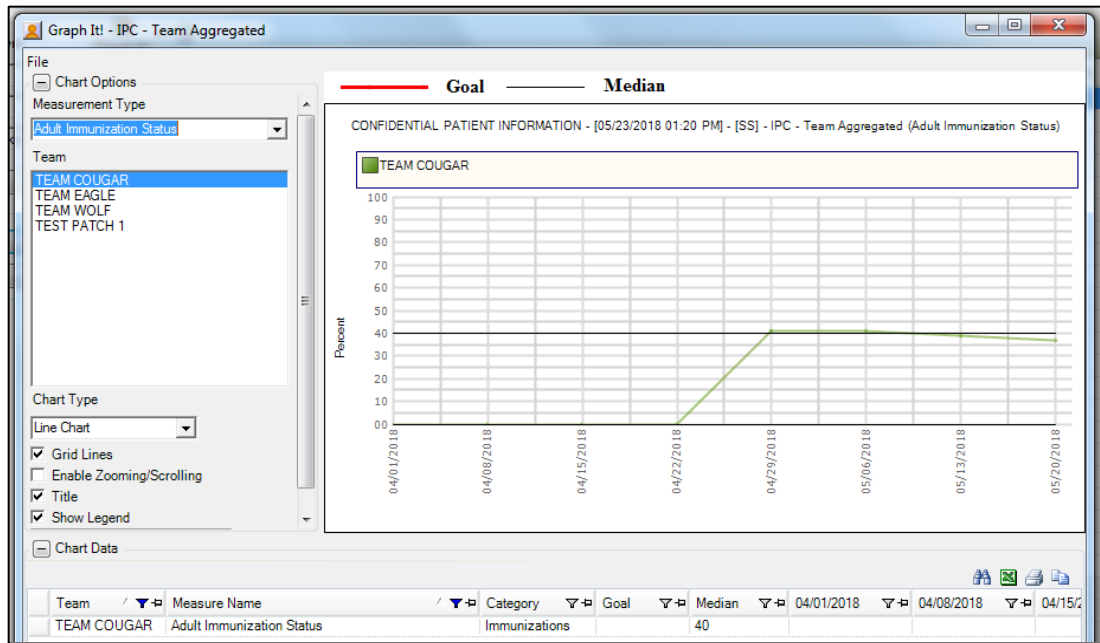 Graph It! - IPC - Team Aggregated
File
Chart Options
Measurement Type
Adult Immunization Status
Team
TEAM COUGAR
TEAM EAGLE
TEAM WOLF
TEST PATCH 1
Chart Type
Line Chart
Grid Lines
Enable Zooming/Scrolling
Title
Show Legend
Goal Median
CONFIDENTIAL PATIENT INFORMATION - [05/23/2018 01:20 PM] - [SS] - IPC - Team Aggregated (Adult Immunization Status)
TEAM COUGAR
Percent
100
90
80
70
60
50
40
30
20
10
00
04/01/2018 04/08/2018 04/15/2018 04/22/2018 04/29/2018 05/06/2018 05/13/2018 05/20/2018
Chart Data
Team Measure Name Category Goal Median 04/01/2018 04/08/2018 04/15/2
TEAM COUGAR Adult Immunization Status Immunizations 40